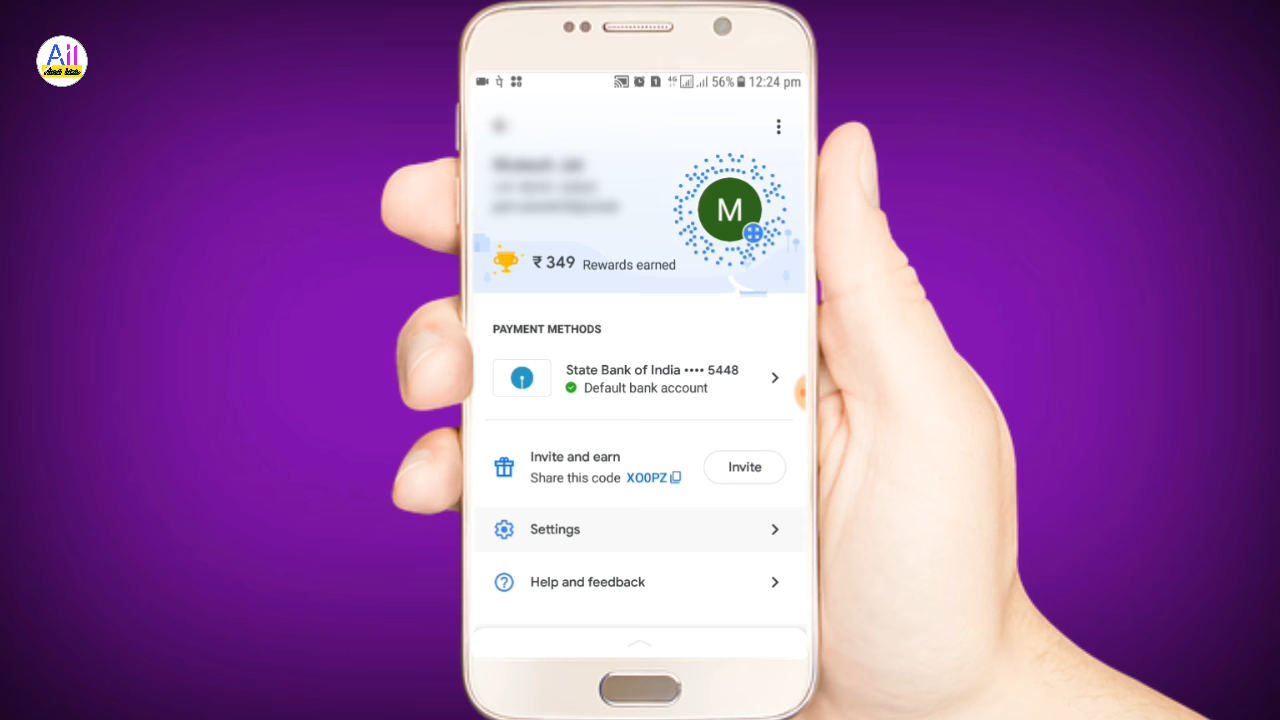 All
पे
4G
56%
12:24 pm
M
₹ 349 Rewards earned
PAYMENT METHODS
State Bank of India •••• 5448
Default bank account
Invite and earn
Share this code XO0PZ
Invite
Settings
Help and feedback